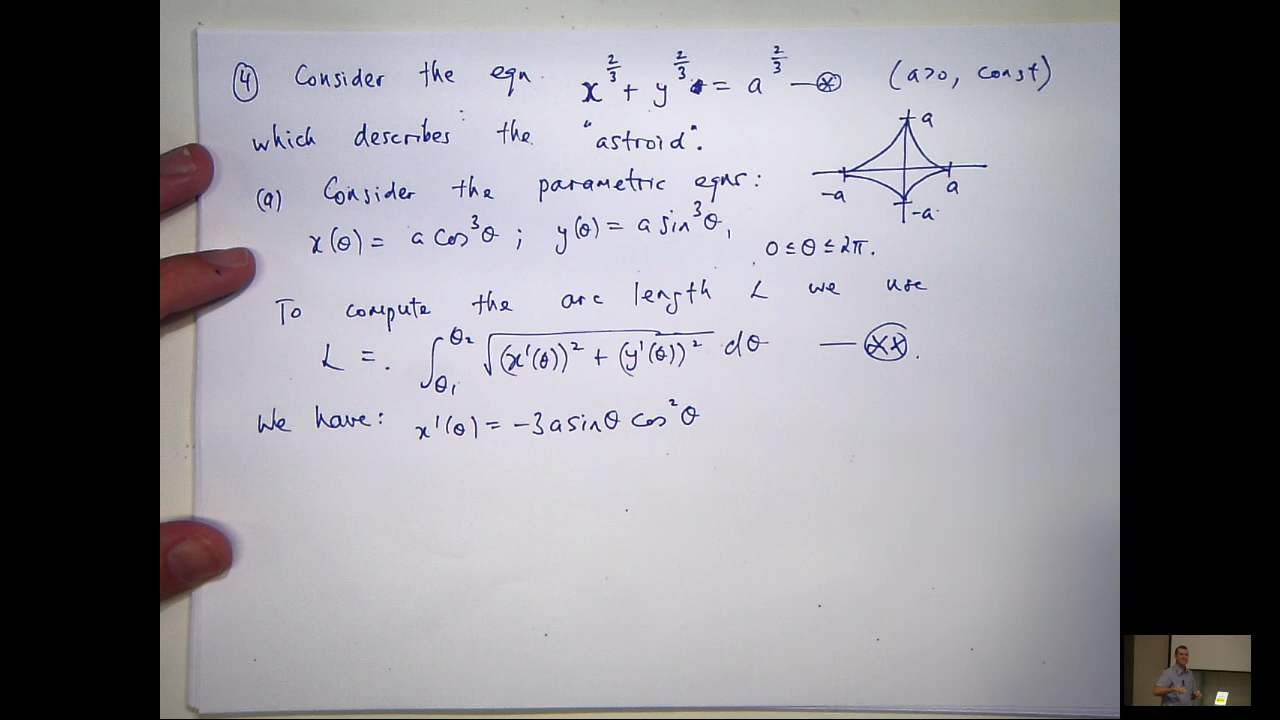 ④ Consider the eqn. x^{2/3} + y^{2/3} = a^{2/3} —⊛ (a>0, const)
which describes the "astroid".
a
-a
a
-a
(a) Consider the parametric eqns:
x(θ) = a cos³θ ; y(θ) = a sin³θ, 0 ≤ θ ≤ 2π.
To compute the arc length L we use
L = ∫_{θ₁}^{θ₂} √((x'(θ))² + (y'(θ))²) dθ — (**).
We have: x'(θ) = -3a sinθ cos²θ